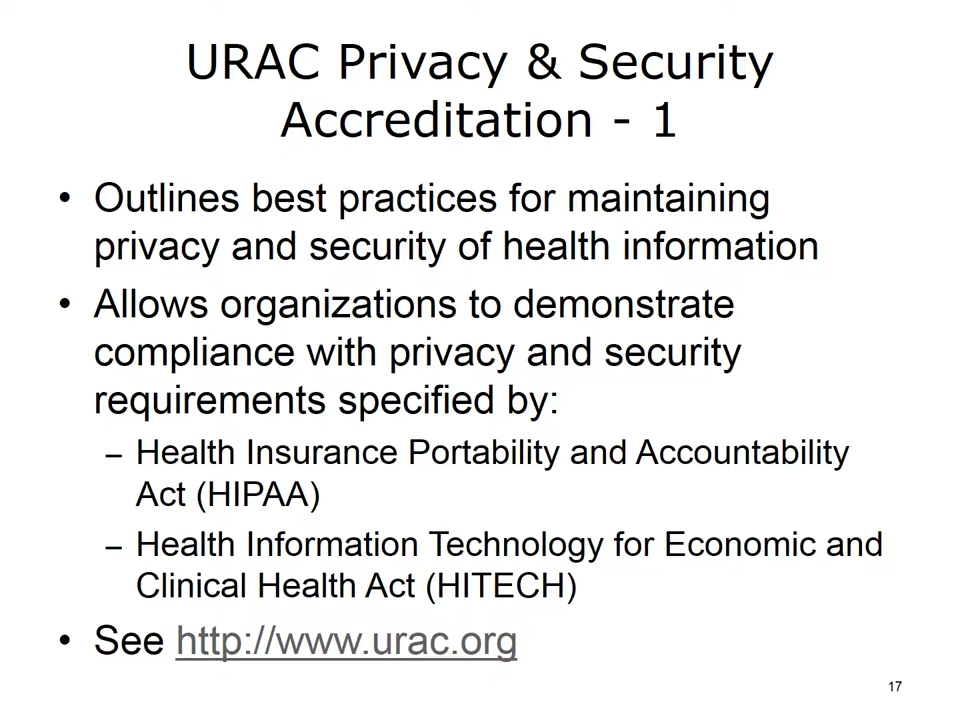 URAC Privacy & Security
Accreditation - 1
• Outlines best practices for maintaining
privacy and security of health information
• Allows organizations to demonstrate
compliance with privacy and security
requirements specified by:
– Health Insurance Portability and Accountability
Act (HIPAA)
– Health Information Technology for Economic and
Clinical Health Act (HITECH)
• See http://www.urac.org
17